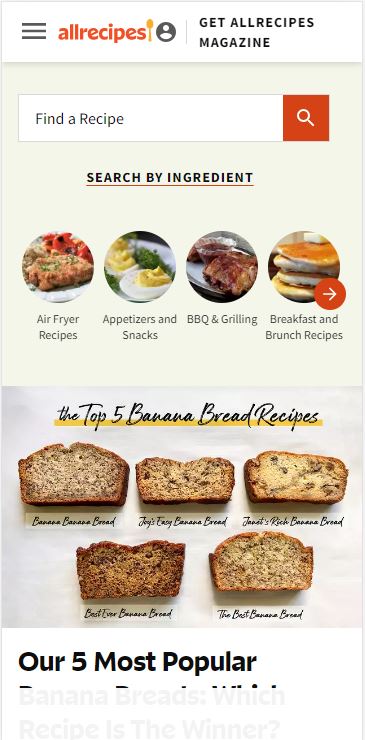 allrecipes
GET ALLRECIPES
MAGAZINE
Find a Recipe
SEARCH BY INGREDIENT
Air Fryer
Recipes
Appetizers and
Snacks
BBQ & Grilling
Breakfast and
Brunch Recipes
the Top 5 Banana Bread Recipes
Banana Banana Bread
Joy's Easy Banana Bread
Janet's Rich Banana Bread
Best Ever Banana Bread
The Best Banana Bread
Our 5 Most Popular
Banana Breads: Which
Recipe Is The Winner?